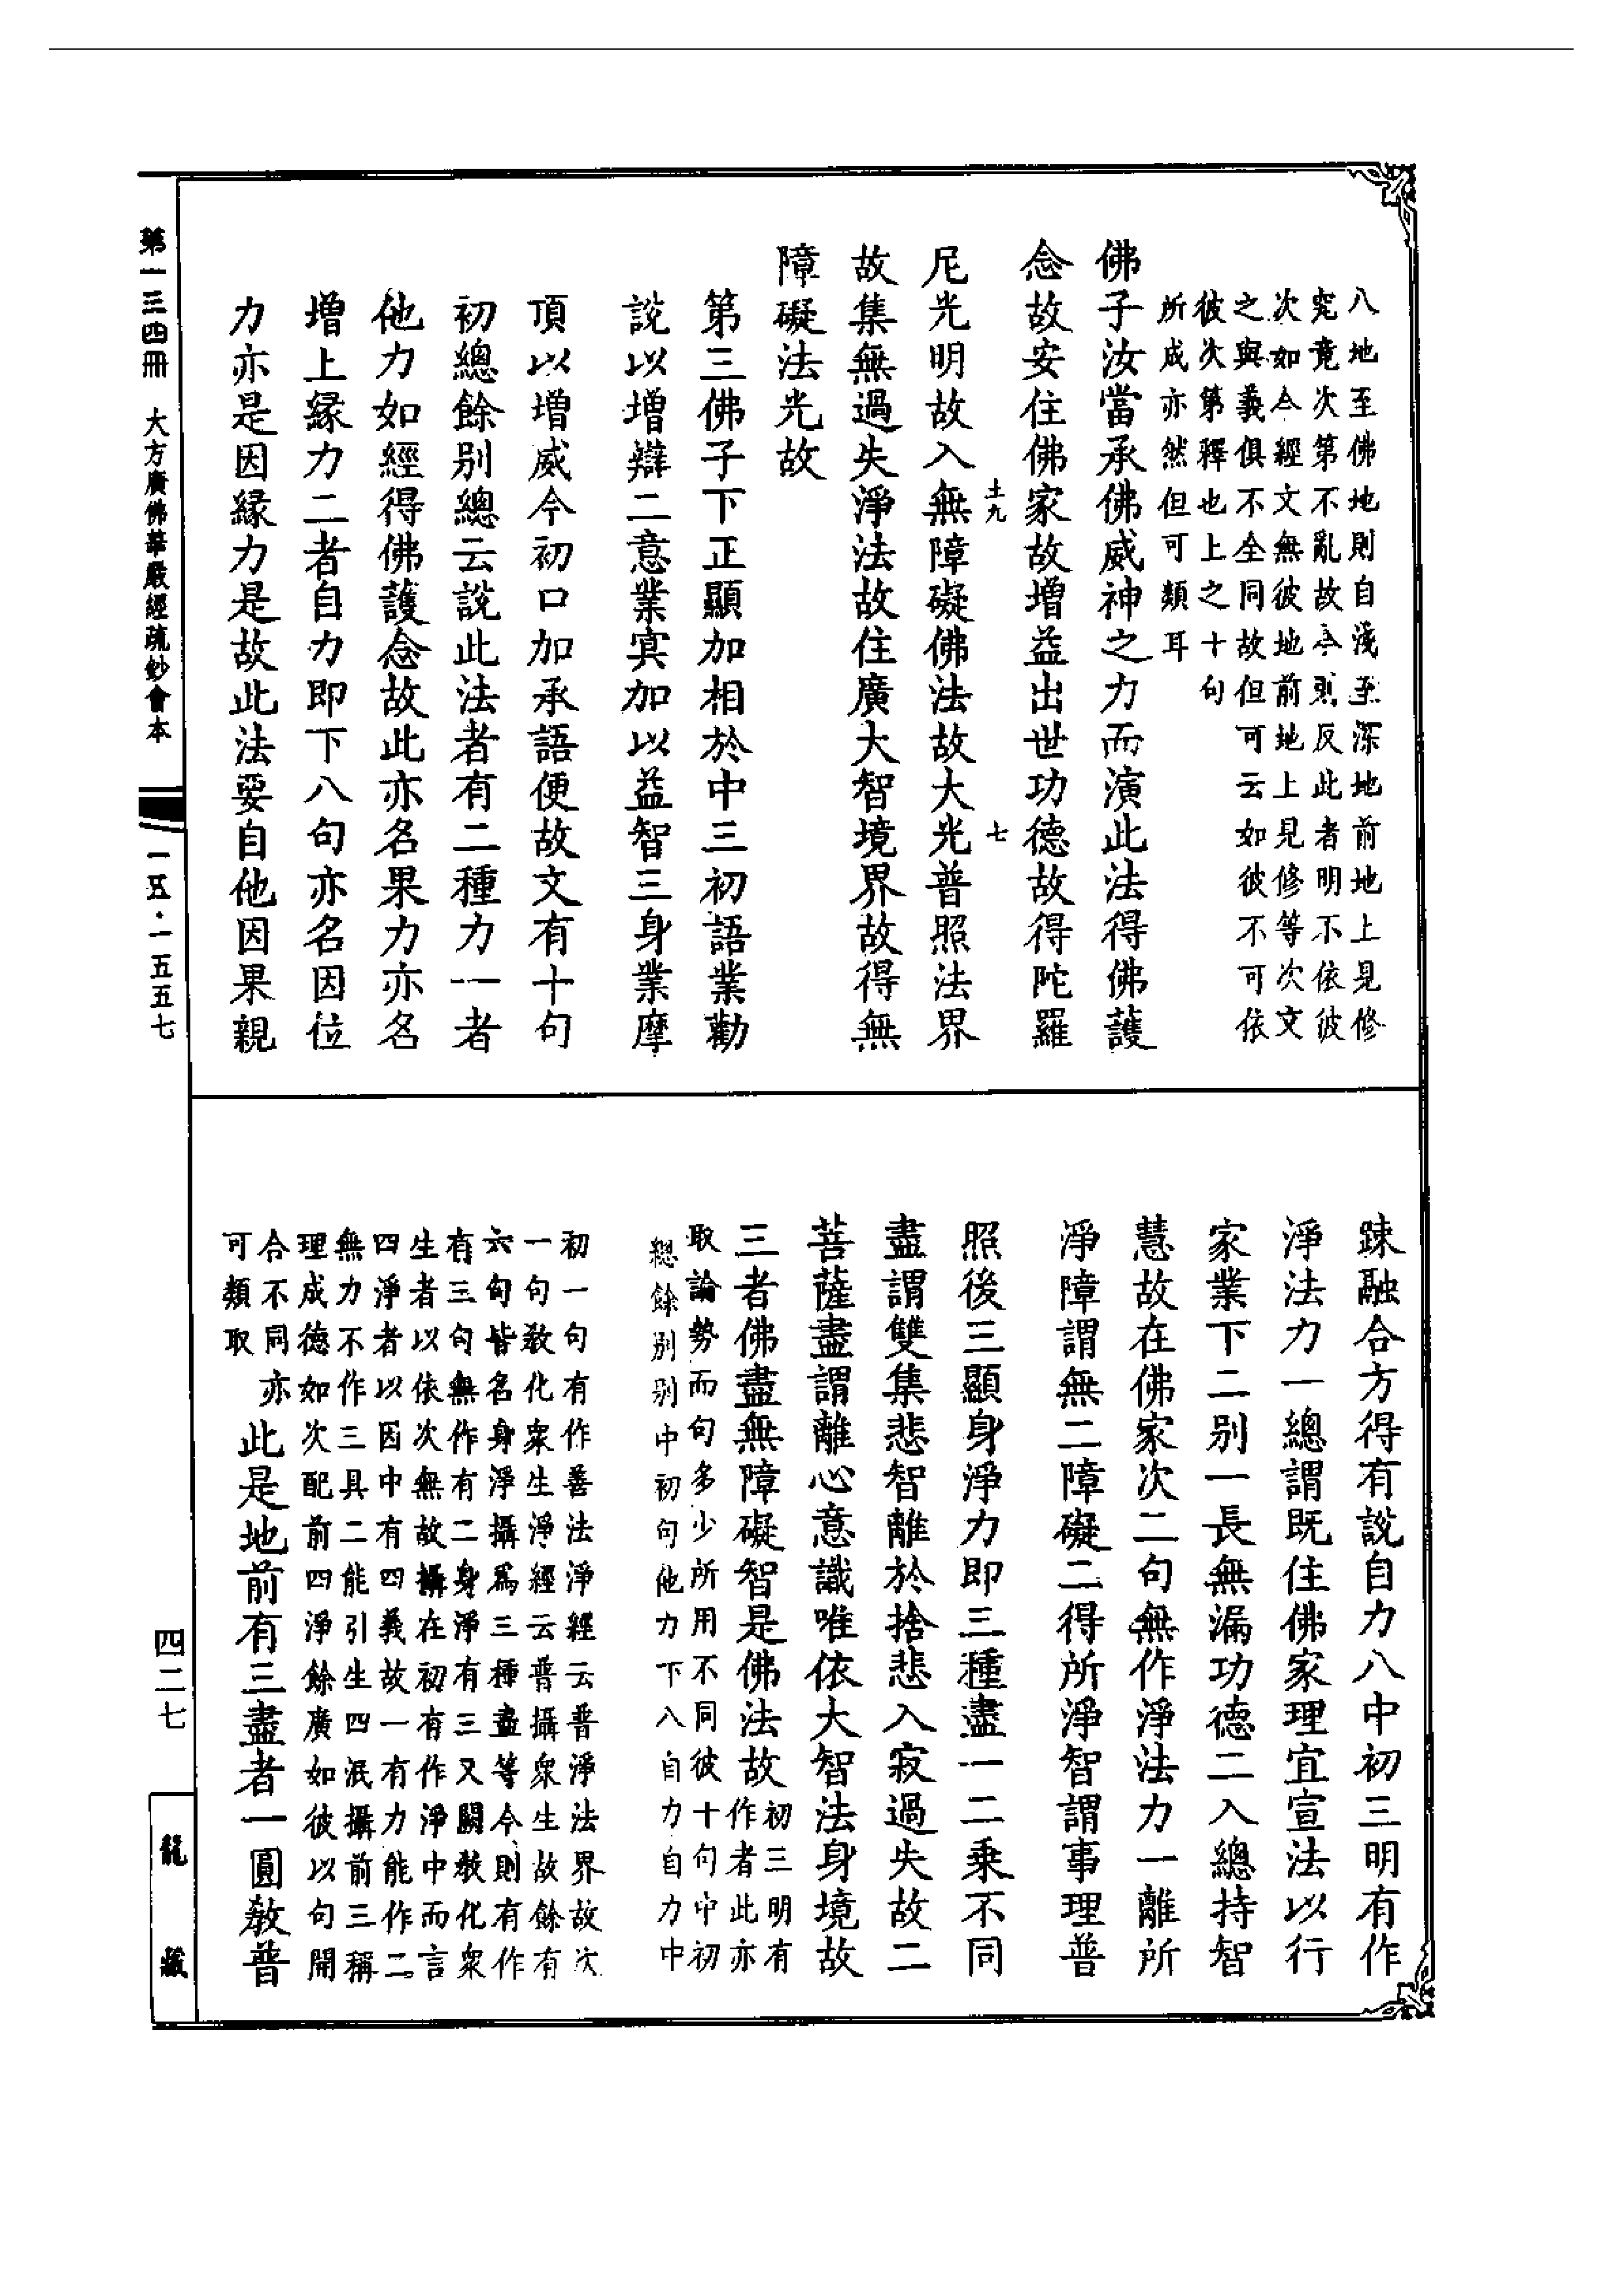 八地至佛地則自淺至深地前地上見修
究竟次第不亂故今則反此者明不依彼
次如今經文無彼地前地上見修等次文
之與義俱不全同故但可云如彼不可依
彼次第釋也上之十句
所成亦然但可類耳
佛子汝當承佛威神之力而演此法得佛護
念故安住佛家故增益出世功德故得陀羅
土九
七
尼光明故入無障礙佛法故大光普照法界
故集無過失淨法故住廣大智境界故得無
障礙法光故
第三佛子下正顯加相於中三初語業勸
說以增辯二意業冥加以益智三身業摩
頂以增威今初口加承語便故文有十句
初總餘別總云說此法者有二種力一者
他力如經得佛護念故此亦名果力亦名
增上緣力二者自力即下八句亦名因位
力亦是因緣力是故此法要自他因果親
踈融合方得有說自力八中初三明有作
淨法力一總謂既住佛家理宜宣法以行
家業下二別一長無漏功德二入總持智
慧故在佛家次二句無作淨法力一離所
淨障謂無二障礙二得所淨智謂事理普
照後三顯身淨力即三種盡一二乘不同
盡謂雙集悲智離於捨悲入寂過失故二
菩薩盡謂離心意識唯依大智法身境故
三者佛盡無障礙智是佛法故
初三明有
作者此亦
取論勢而句多少所用不同彼十句中初
總餘別別中初句他力下八自力自力中
初一句有作善法淨經云普淨法界故次
一句教化衆生淨經云普攝衆生故餘有
六句皆名身淨攝爲三種盡等今則有作
有三句無作有二身淨有三又闕教化衆
生者以依次無故攝在初有作淨中而言
四淨者以因中有四義故一有力能作二
無力不作三具二能引生四泯攝前三稱
理成德如次配前四淨餘廣如彼以句開
合不同亦
可類取
此是地前有三盡者一圓教普
第一三四冊　大方廣佛華嚴經疏鈔會本
一五·一五五七
四二七
龍藏